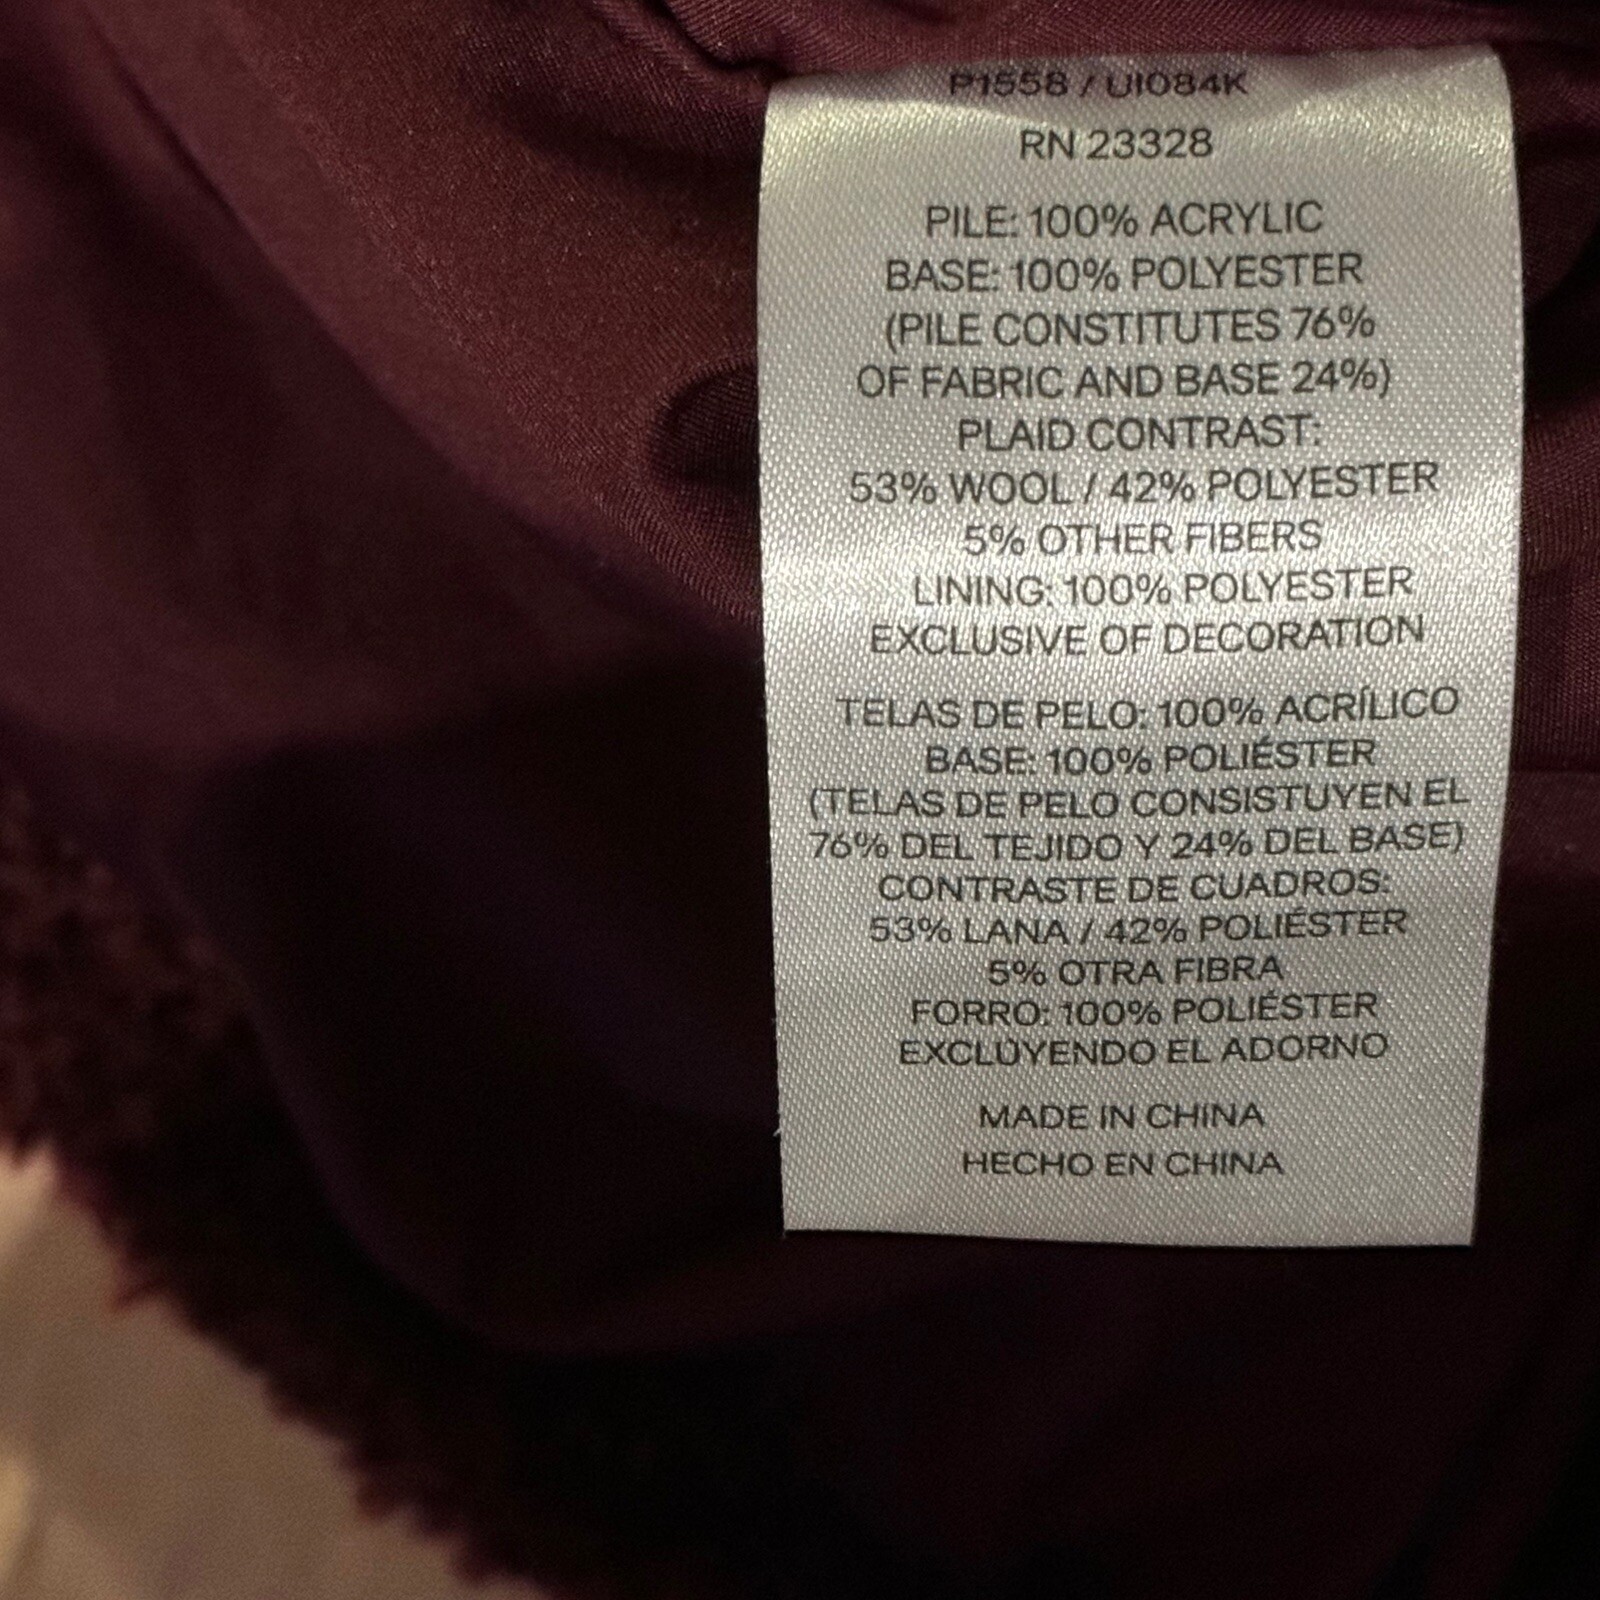 P1558 / UI084K
RN 23328
PILE: 100% ACRYLIC
BASE: 100% POLYESTER
(PILE CONSTITUTES 76%
OF FABRIC AND BASE 24%)
PLAID CONTRAST:
53% WOOL / 42% POLYESTER
5% OTHER FIBERS
LINING: 100% POLYESTER
EXCLUSIVE OF DECORATION
TELAS DE PELO: 100% ACRÍLICO
BASE: 100% POLIÉSTER
(TELAS DE PELO CONSISTUYEN EL
76% DEL TEJIDO Y 24% DEL BASE)
CONTRASTE DE CUADROS:
53% LANA / 42% POLIÉSTER
5% OTRA FIBRA
FORRO: 100% POLIÉSTER
EXCLUYENDO EL ADORNO
MADE IN CHINA
HECHO EN CHINA